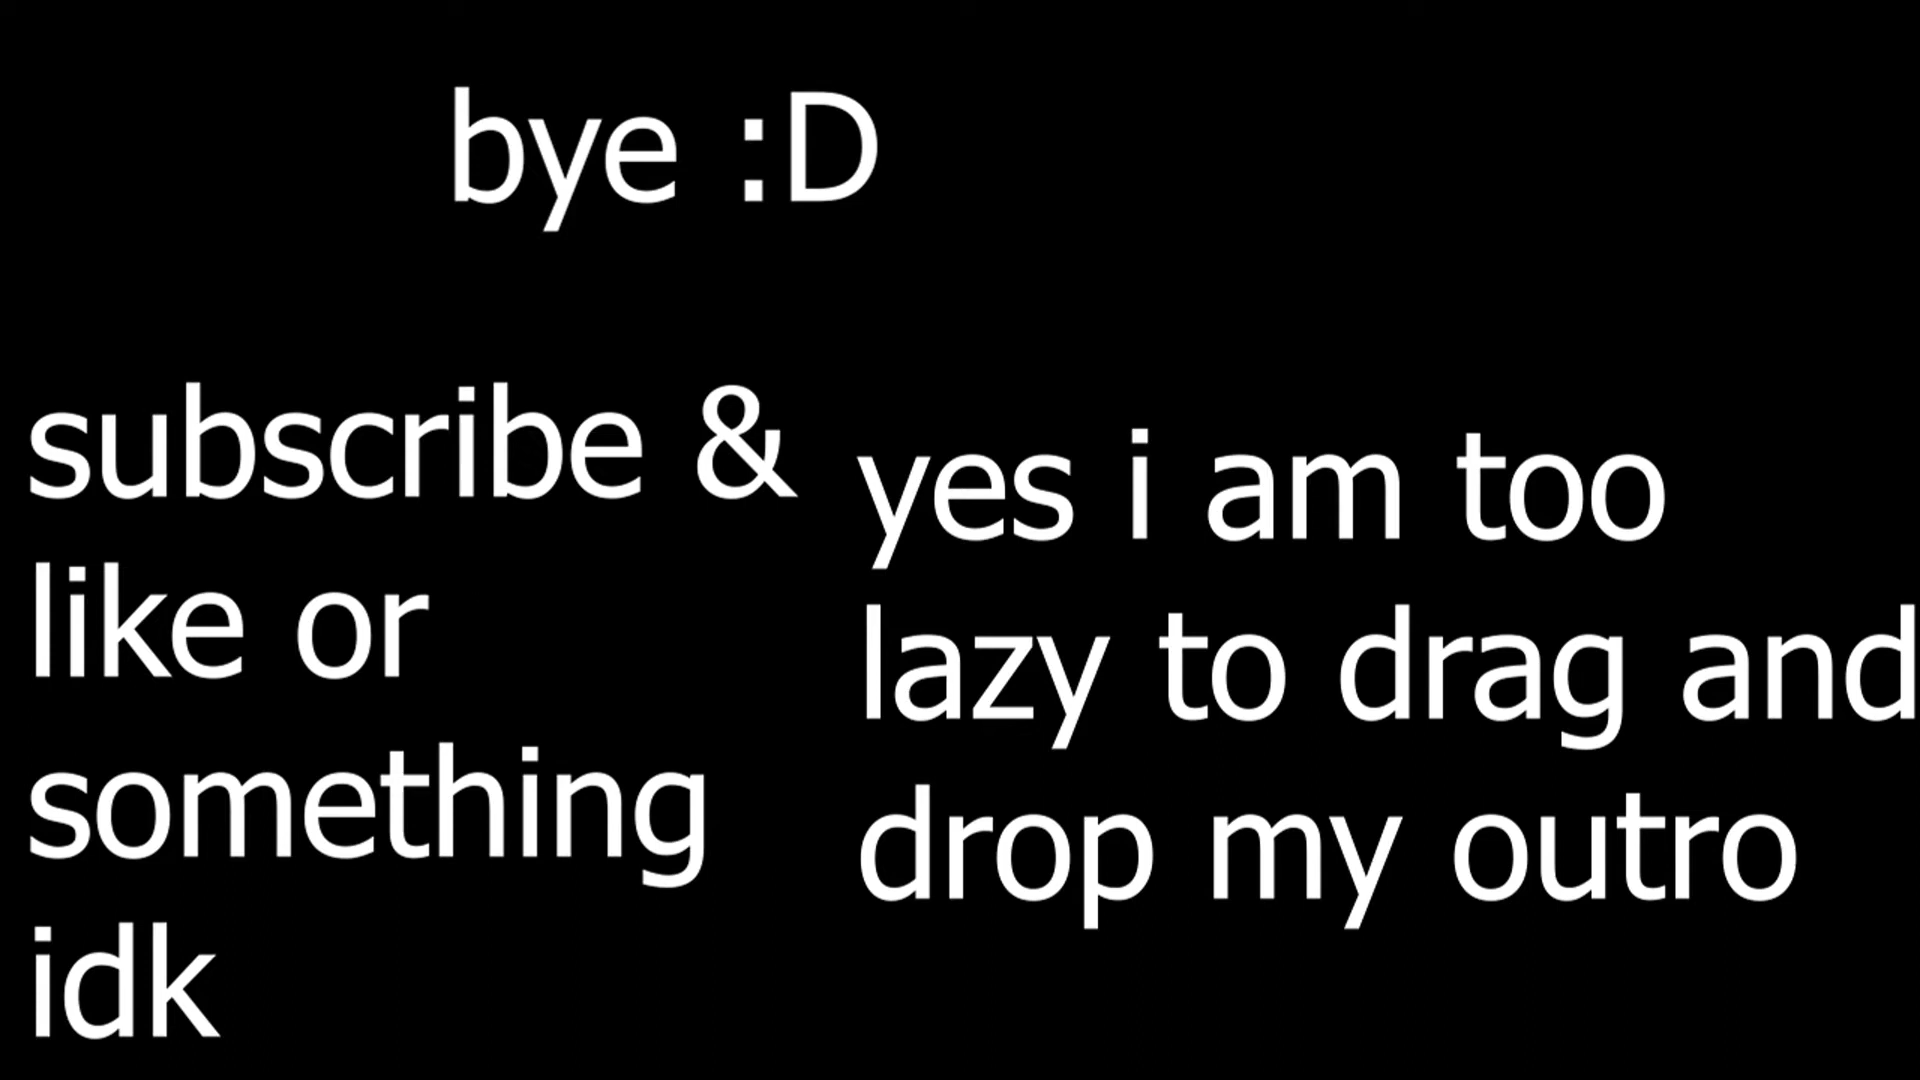 bye :D
subscribe &
like or
something
idk
yes i am too
lazy to drag and
drop my outro